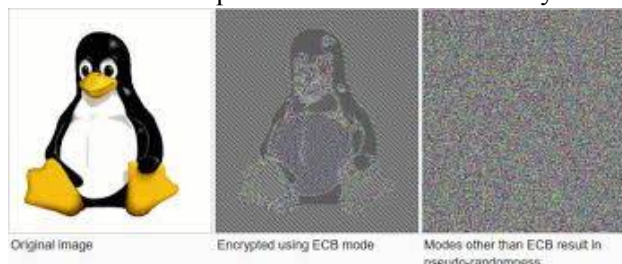 Original image
Encrypted using ECB mode
Modes other than ECB result in
pseudo-randomness